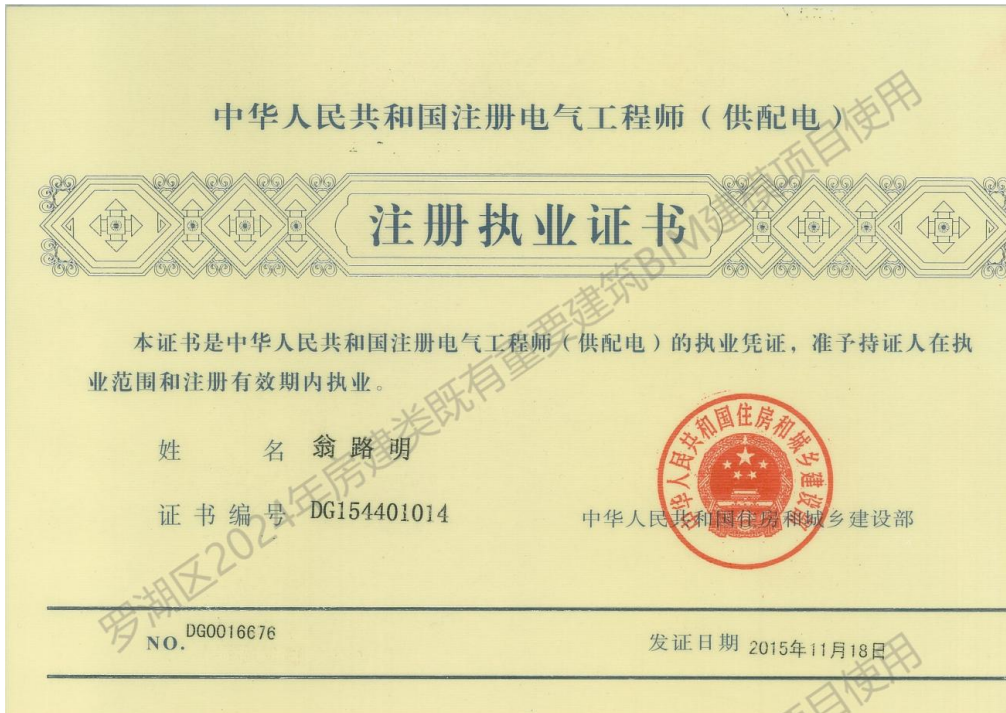 中华人民共和国注册电气工程师（供配电）
注册执业证书
本证书是中华人民共和国注册电气工程师（供配电）的执业凭证，准予持证人在执
业范围和注册有效期内执业。
姓 名 翁路明
证书编号 DG154401014
中华人民共和国住房和城乡建设部
中华人民共和国住房和城乡建设部
NO. DG0016676
发证日期 2015年11月18日
罗湖区2024年房建类既有重要建筑BIM建筑项目使用
项目使用